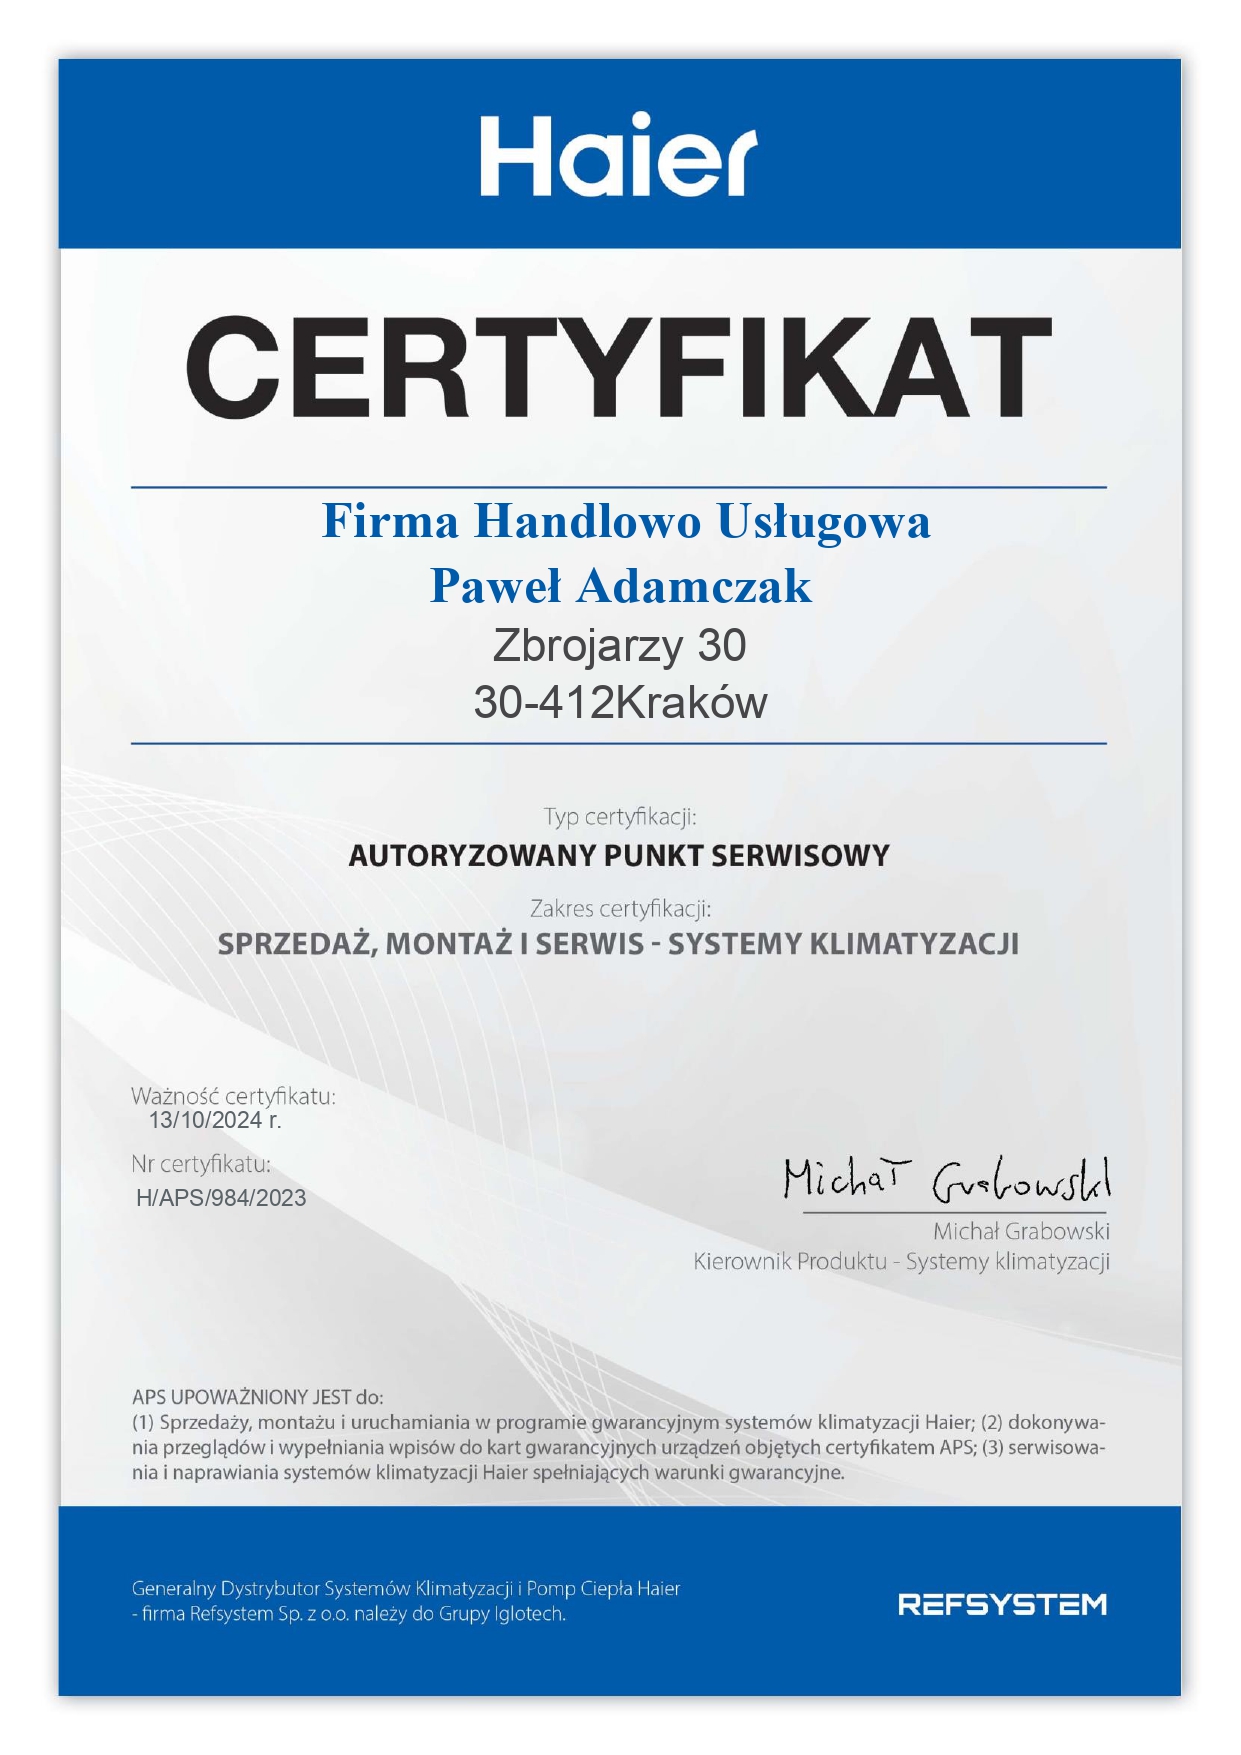 Haier
CERTYFIKAT
Firma Handlowo Usługowa
Paweł Adamczak
Zbrojarzy 30
30-412Kraków
Typ certyfikacji:
AUTORYZOWANY PUNKT SERWISOWY
Zakres certyfikacji:
SPRZEDAŻ, MONTAŻ I SERWIS - SYSTEMY KLIMATYZACJI
Ważność certyfikatu:
13/10/2024 r.
Nr certyfikatu:
H/APS/984/2023
Michał Grabowski
Michał Grabowski
Kierownik Produktu - Systemy klimatyzacji
APS UPOWAŻNIONY JEST do:
(1) Sprzedaży, montażu i uruchamiania w programie gwarancyjnym systemów klimatyzacji Haier; (2) dokonywa-
nia przeglądów i wypełniania wpisów do kart gwarancyjnych urządzeń objętych certyfikatem APS; (3) serwisowa-
nia i naprawiania systemów klimatyzacji Haier spełniających warunki gwarancyjne.
Generalny Dystrybutor Systemów Klimatyzacji i Pomp Ciepła Haier
- firma Refsystem Sp. z o.o. należy do Grupy Iglotech.
REFSYSTEM